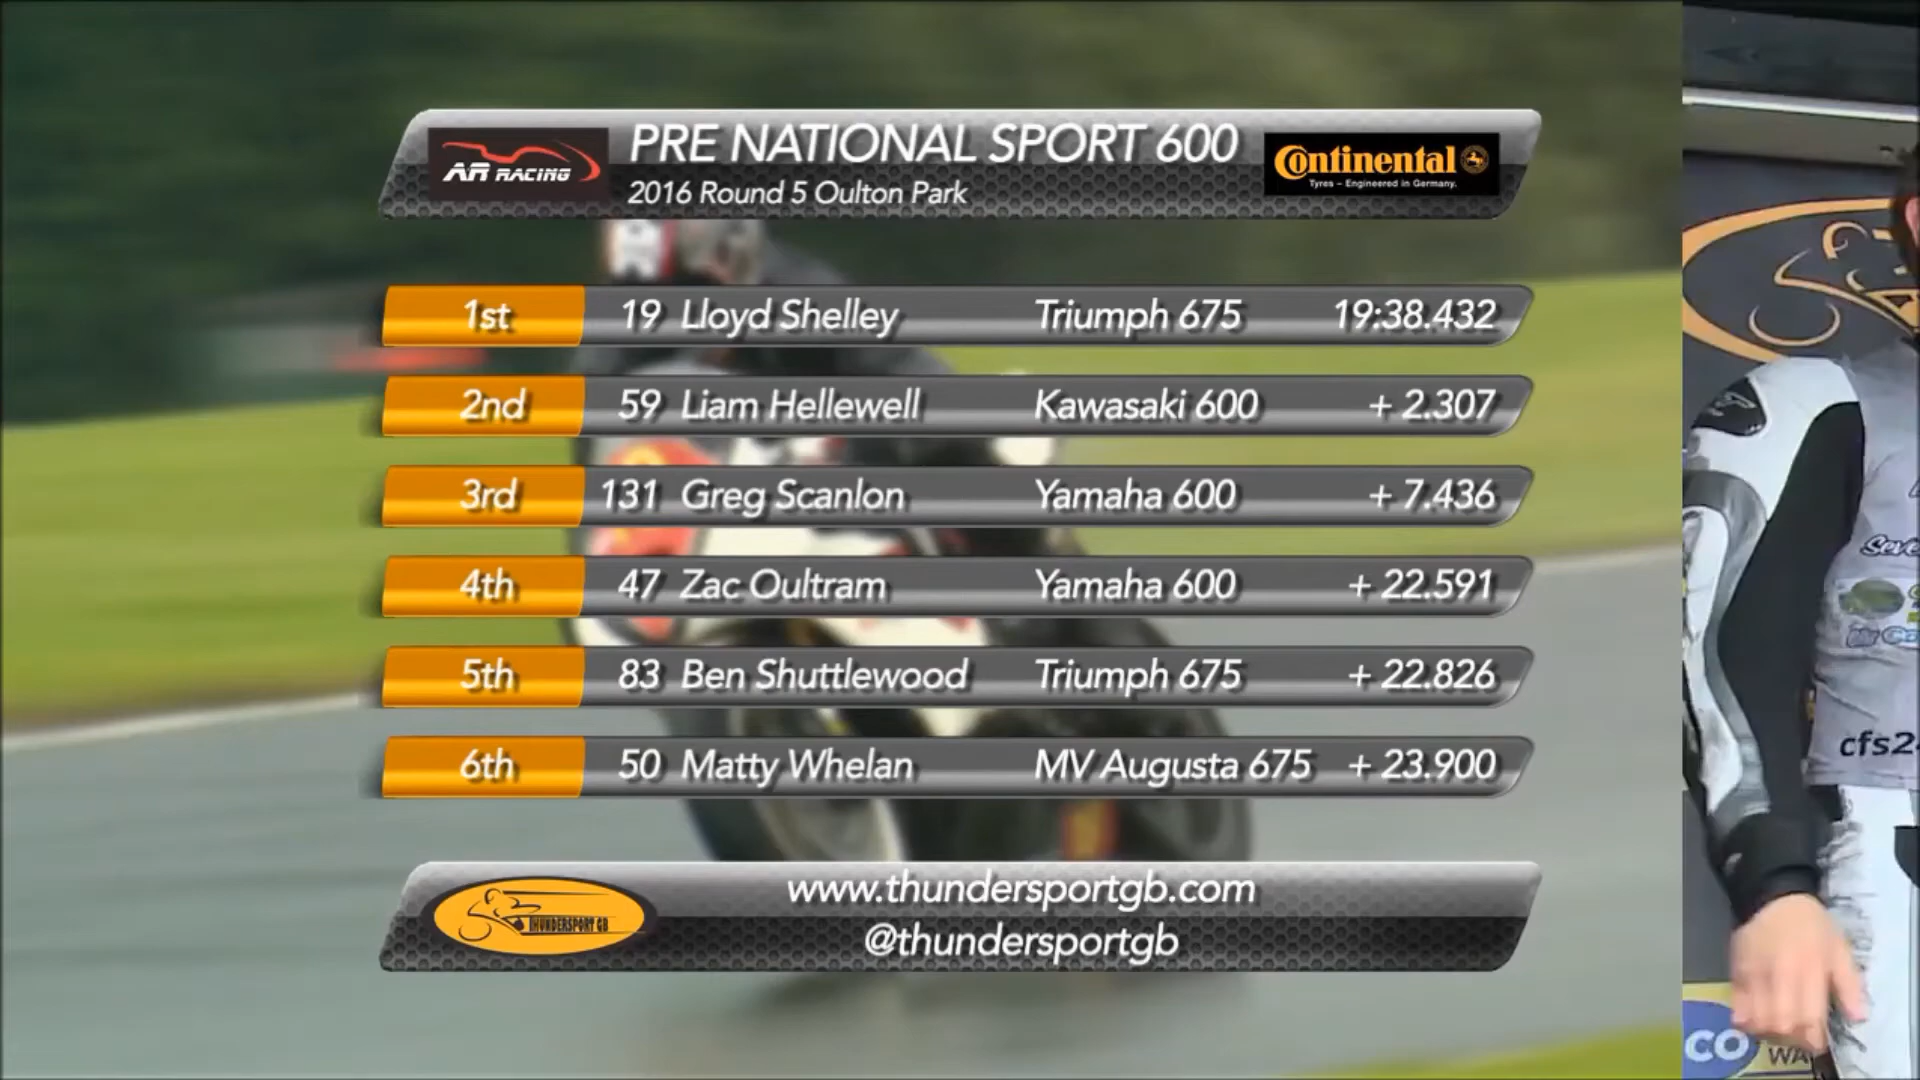 AR RACING
PRE NATIONAL SPORT 600
2016 Round 5 Oulton Park
Continental
Tyres – Engineered in Germany.
1st 19 Lloyd Shelley Triumph 675 19:38.432
2nd 59 Liam Hellewell Kawasaki 600 + 2.307
3rd 131 Greg Scanlon Yamaha 600 + 7.436
4th 47 Zac Oultram Yamaha 600 + 22.591
5th 83 Ben Shuttlewood Triumph 675 + 22.826
6th 50 Matty Whelan MV Augusta 675 + 23.900
THUNDERSPORT GB
www.thundersportgb.com
@thundersportgb
cfs2
CO
WA